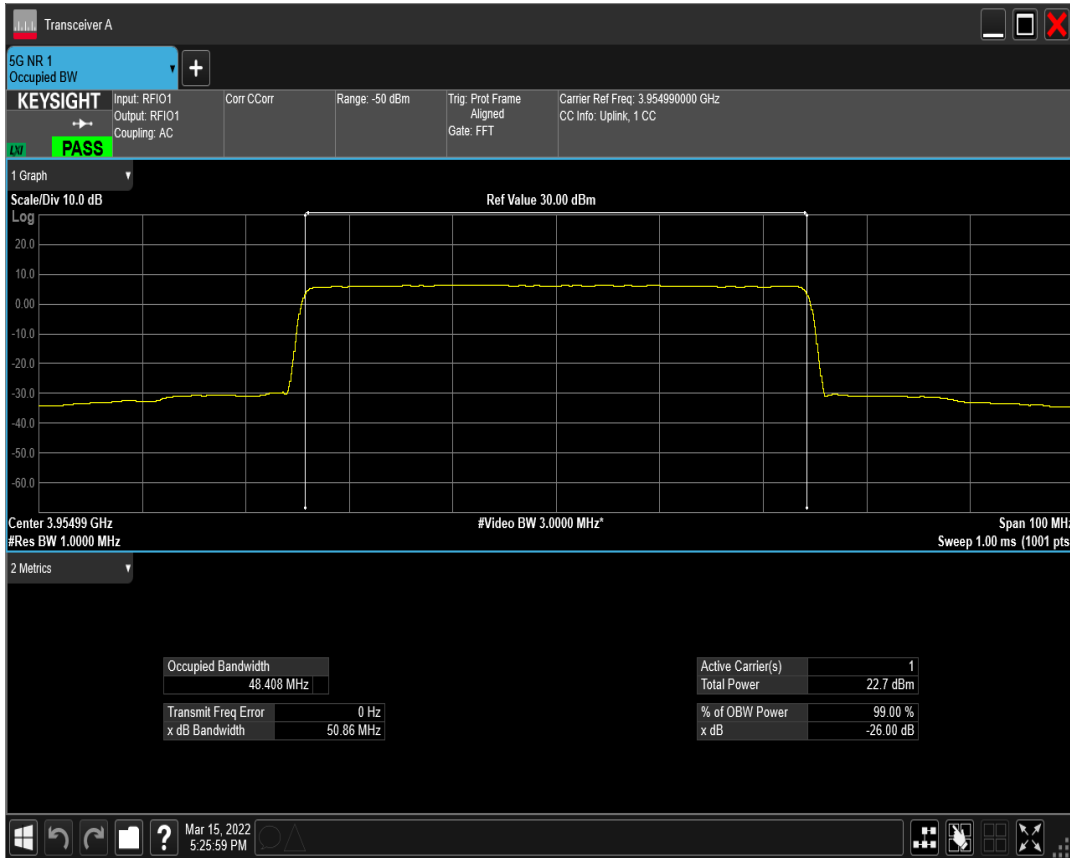 Transceiver A
5G NR 1
Occupied BW
+
KEYSIGHT
LXI
PASS
Input: RFIO1
Output: RFIO1
Coupling: AC
Corr CCorr
Range: -50 dBm
Trig: Prot Frame
Aligned
Gate: FFT
Carrier Ref Freq: 3.954990000 GHz
CC Info: Uplink, 1 CC
1 Graph
Scale/Div 10.0 dB
Ref Value 30.00 dBm
Log
20.0
10.0
0.00
-10.0
-20.0
-30.0
-40.0
-50.0
-60.0
Center 3.95499 GHz
#Video BW 3.0000 MHz*
Span 100 MHz
#Res BW 1.0000 MHz
Sweep 1.00 ms (1001 pts
2 Metrics
Occupied Bandwidth
48.408 MHz
Transmit Freq Error 0 Hz
x dB Bandwidth 50.86 MHz
Active Carrier(s) 1
Total Power 22.7 dBm
% of OBW Power 99.00 %
x dB -26.00 dB
?
Mar 15, 2022
5:25:59 PM